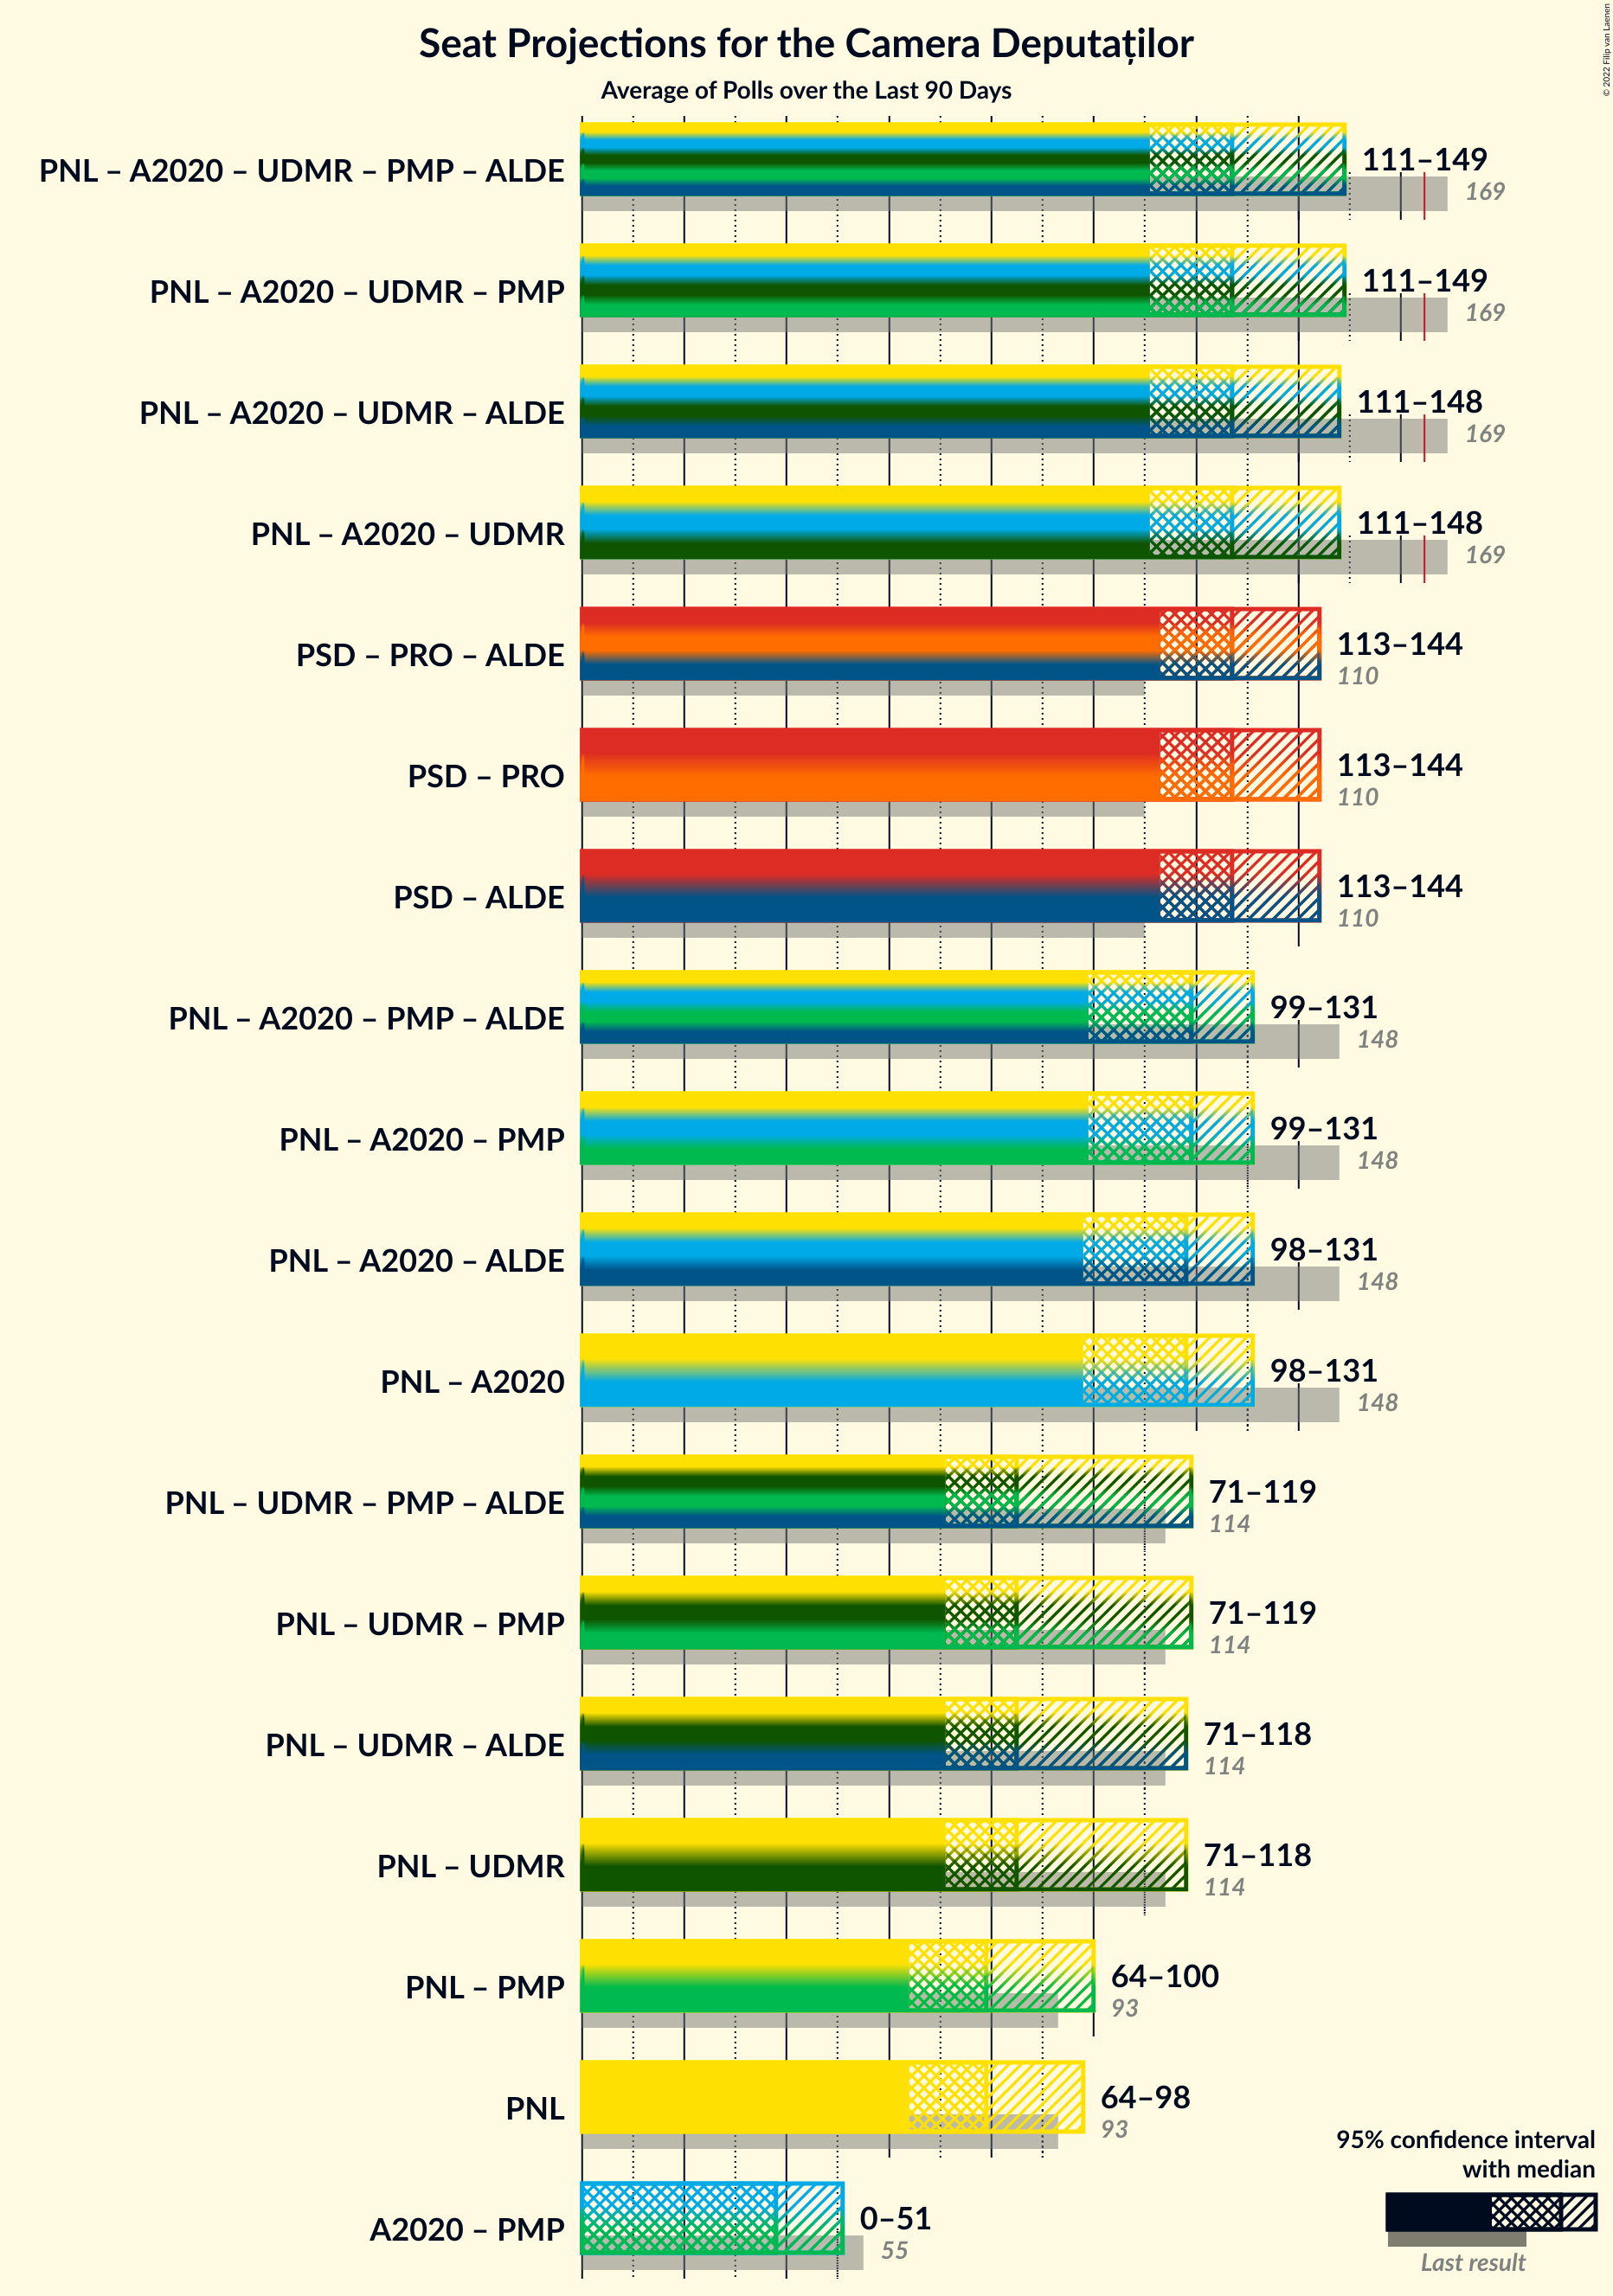 Seat Projections for the Camera Deputaților
Average of Polls over the Last 90 Days
© 2022 Filip van Laenen
PNL – A2020 – UDMR – PMP – ALDE
111–149
169
PNL – A2020 – UDMR – PMP
111–149
169
PNL – A2020 – UDMR – ALDE
111–148
169
PNL – A2020 – UDMR
111–148
169
PSD – PRO – ALDE
113–144
110
PSD – PRO
113–144
110
PSD – ALDE
113–144
110
PNL – A2020 – PMP – ALDE
99–131
148
PNL – A2020 – PMP
99–131
148
PNL – A2020 – ALDE
98–131
148
PNL – A2020
98–131
148
PNL – UDMR – PMP – ALDE
71–119
114
PNL – UDMR – PMP
71–119
114
PNL – UDMR – ALDE
71–118
114
PNL – UDMR
71–118
114
PNL – PMP
64–100
93
PNL
64–98
93
A2020 – PMP
0–51
55
95% confidence interval
with median
Last result